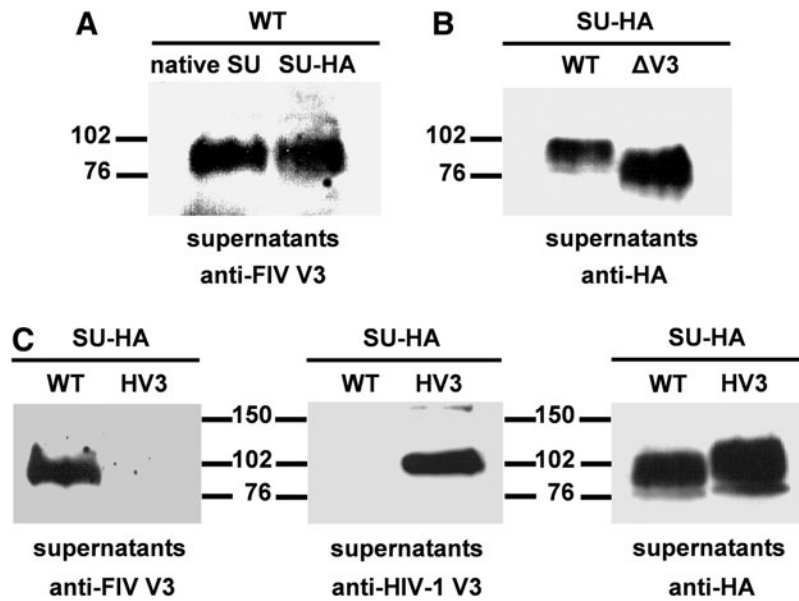 A
WT
native SU SU-HA
102
76
supernatants
anti-FIV V3
B
SU-HA
WT ΔV3
102
76
supernatants
anti-HA
C
SU-HA
WT HV3
supernatants
anti-FIV V3
150
102
76
SU-HA
WT HV3
supernatants
anti-HIV-1 V3
150
102
76
SU-HA
WT HV3
supernatants
anti-HA